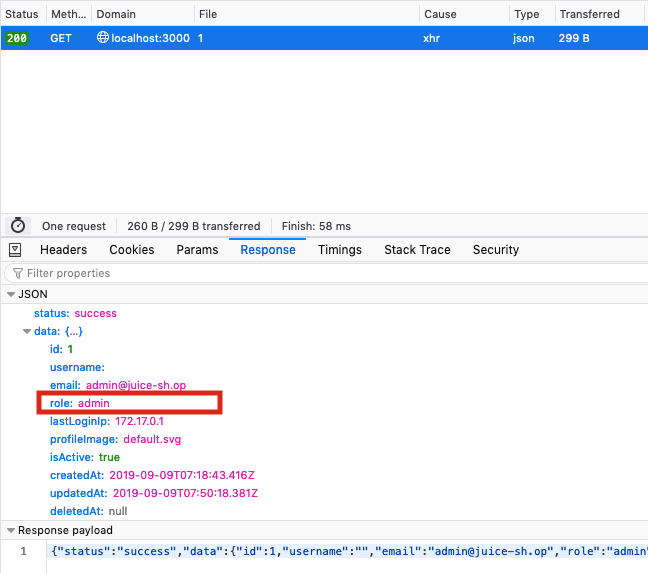 Status Meth... Domain File Cause Type Transferred
200 GET localhost:3000 1 xhr json 299 B
One request 260 B / 299 B transferred Finish: 58 ms
Headers Cookies Params Response Timings Stack Trace Security
Filter properties
JSON
status: success
data: {...}
id: 1
username:
email: admin@juice-sh.op
role: admin
lastLoginIp: 172.17.0.1
profileImage: default.svg
isActive: true
createdAt: 2019-09-09T07:18:43.416Z
updatedAt: 2019-09-09T07:50:18.381Z
deletedAt: null
Response payload
1 {"status":"success","data":{"id":1,"username":"","email":"admin@juice-sh.op","role":"admin"